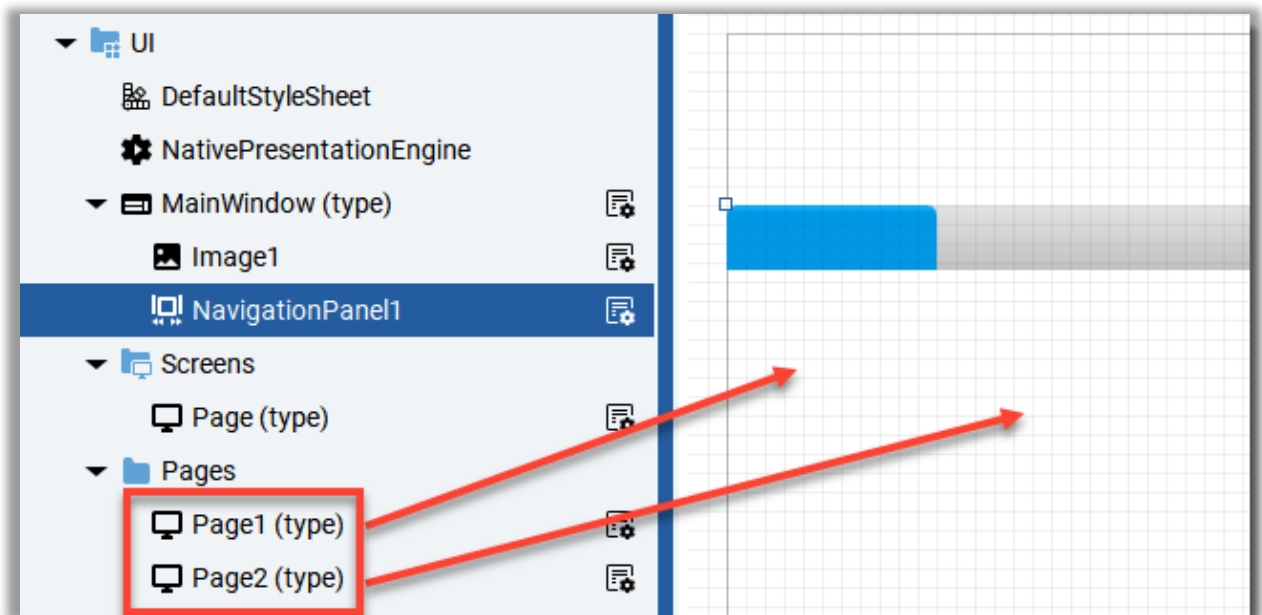 UI
DefaultStyleSheet
NativePresentationEngine
MainWindow (type)
Image1
NavigationPanel1
Screens
Page (type)
Pages
Page1 (type)
Page2 (type)